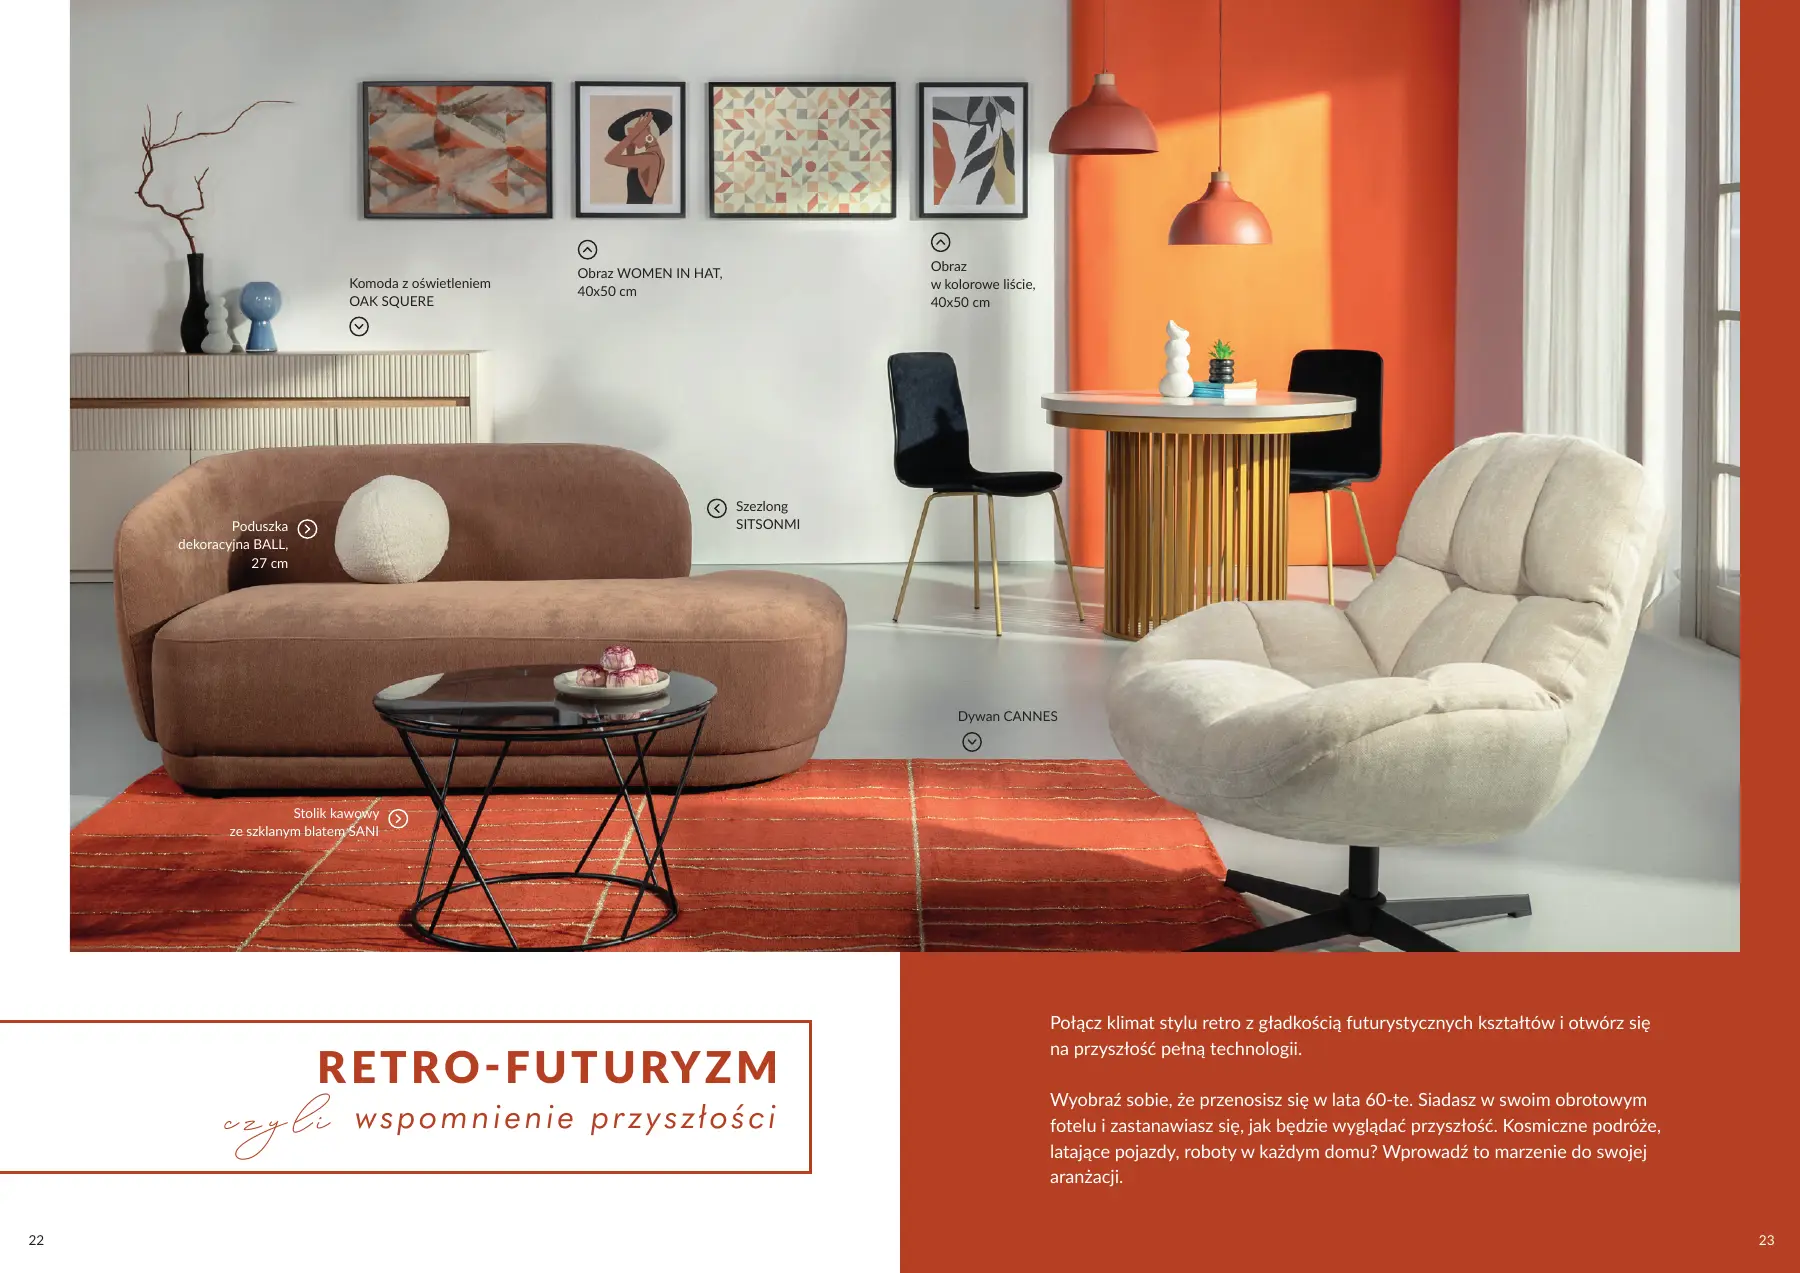 Komoda z oświetleniem
OAK SQUERE
Obraz WOMEN IN HAT,
40x50 cm
Obraz
w kolorowe liście,
40x50 cm
Poduszka
dekoracyjna BALL,
27 cm
Szezlong
SITSONMI
Dywan CANNES
Stolik kawowy
ze szklanym blatem SANI
RETRO-FUTURYZM
czyli wspomnienie przyszłości
Połącz klimat stylu retro z gładkością futurystycznych kształtów i otwórz się
na przyszłość pełną technologii.
Wyobraź sobie, że przenosisz się w lata 60-te. Siadasz w swoim obrotowym
fotelu i zastanawiasz się, jak będzie wyglądać przyszłość. Kosmiczne podróże,
latające pojazdy, roboty w każdym domu? Wprowadź to marzenie do swojej
aranżacji.
22
23